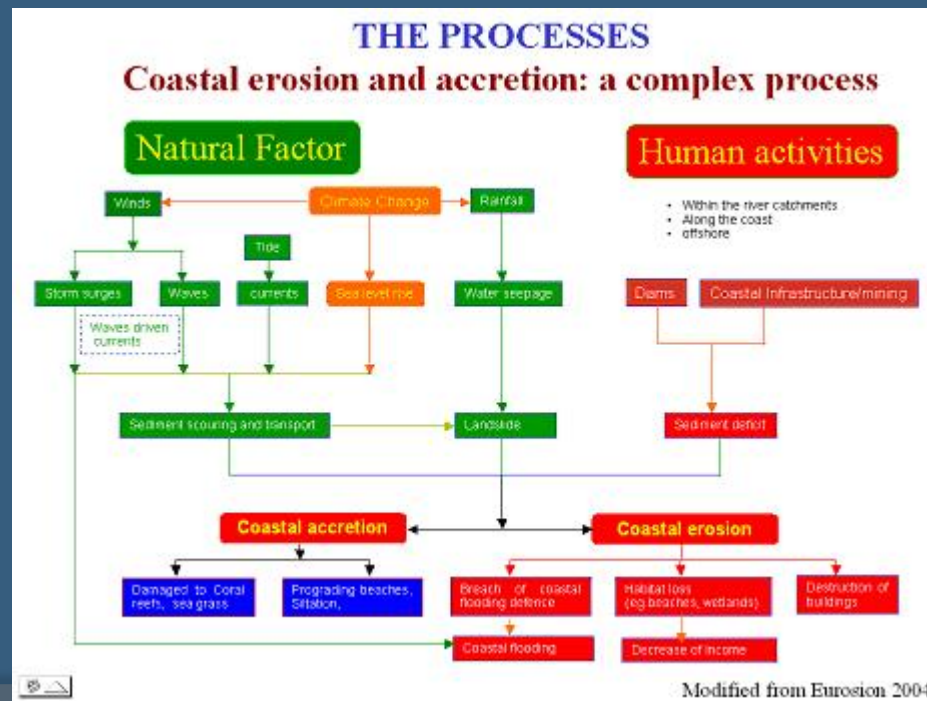 THE PROCESSES
Coastal erosion and accretion: a complex process
Natural Factor
Human activities
• Within the river catchments
• Along the coast
• offshore
Winds
Climate Change
Rainfall
Tide
Storm surges
Waves
currents
Sea level rise
Water seepage
Dams
Coastal Infrastructure/mining
Waves driven
currents
Sediment scouring and transport
Landslide
Sediment deficit
Coastal accretion
Coastal erosion
Damaged to Coral
reefs, sea grass
Prograding beaches,
Siltation,
Breach of coastal
flooding defence
Habitat loss
(eg.beaches, wetlands)
Destruction of
buildings
Coastal flooding
Decrease of income
Modified from Eurosion 2004